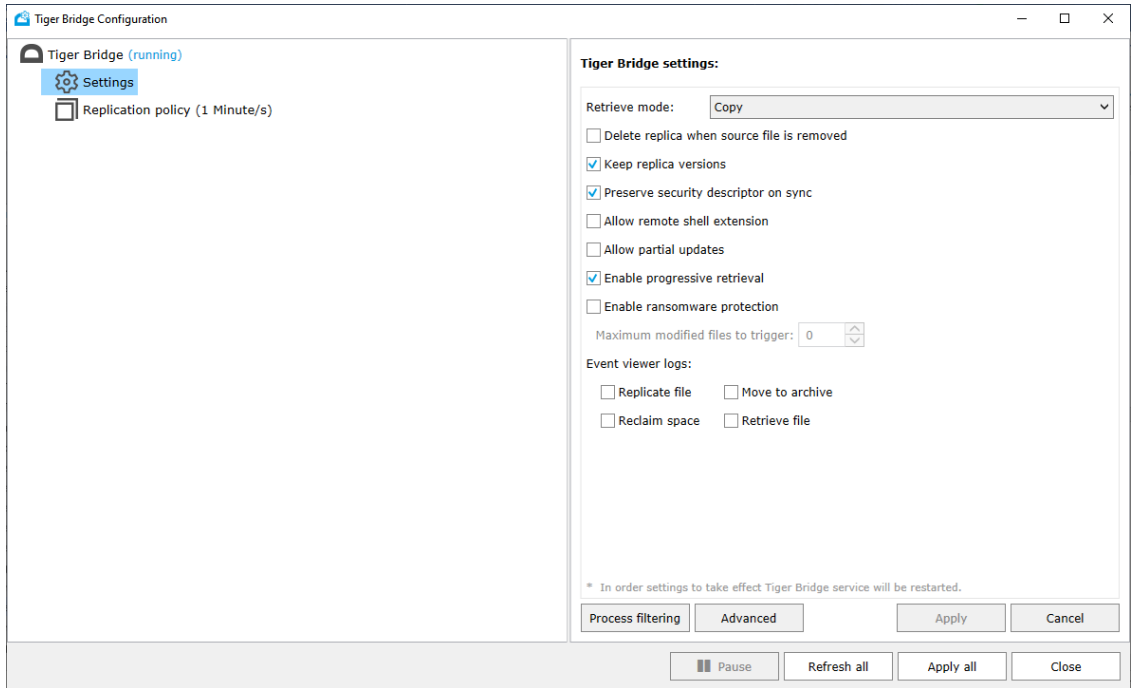 Tiger Bridge Configuration
Tiger Bridge (running)
Settings
Replication policy (1 Minute/s)
Tiger Bridge settings:
Retrieve mode: Copy
Delete replica when source file is removed
Keep replica versions
Preserve security descriptor on sync
Allow remote shell extension
Allow partial updates
Enable progressive retrieval
Enable ransomware protection
Maximum modified files to trigger: 0
Event viewer logs:
Replicate file Move to archive
Reclaim space Retrieve file
* In order settings to take effect Tiger Bridge service will be restarted.
Process filtering Advanced Apply Cancel
Pause Refresh all Apply all Close